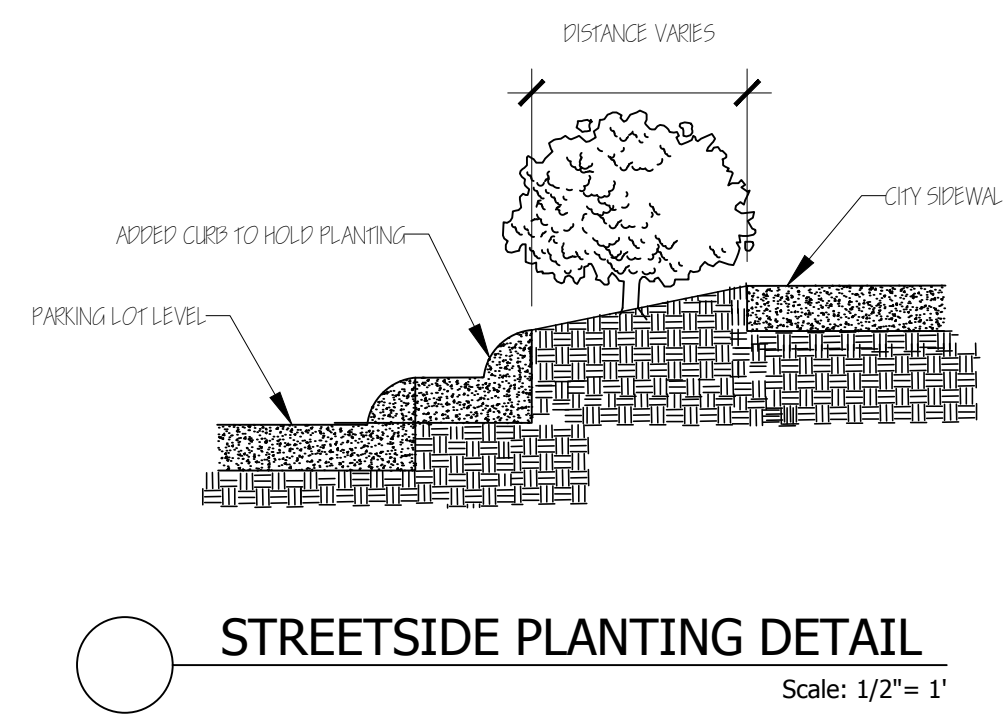 DISTANCE VARIES
CITY SIDEWAL
ADDED CURB TO HOLD PLANTING
PARKING LOT LEVEL
STREETSIDE PLANTING DETAIL
Scale: 1/2"= 1'